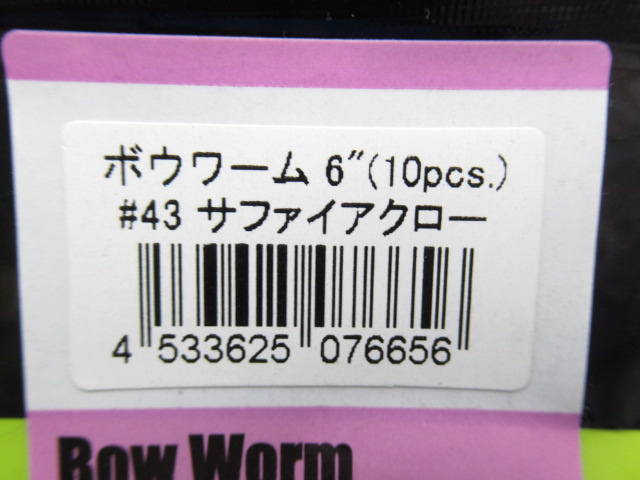 ボウワーム 6″(10pcs.)
#43 サファイアクロー
4 533625 076656
Bow Worm